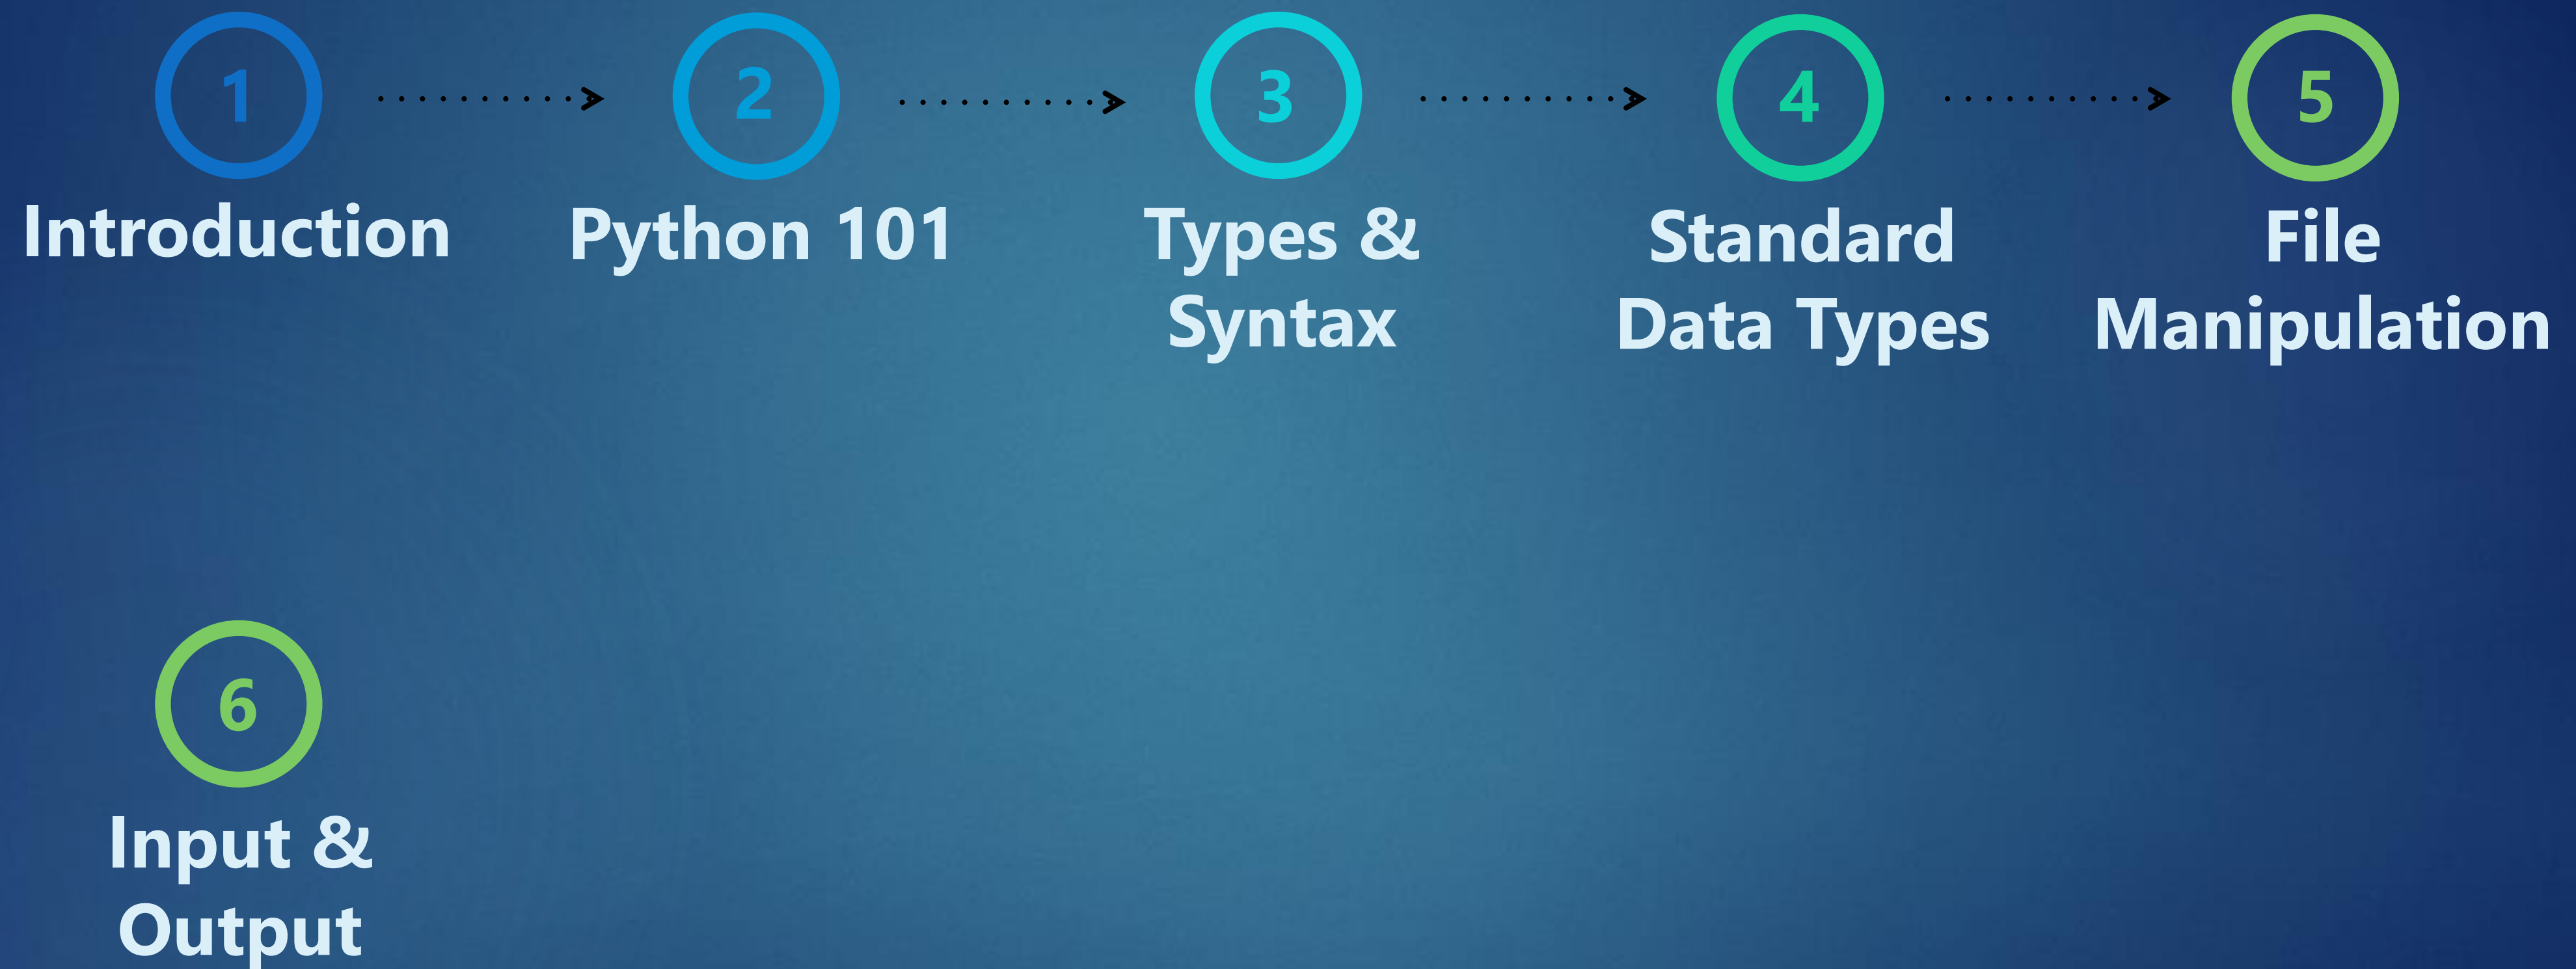 1
2
3
4
5
Introduction
Python 101
Types &
Syntax
Standard
Data Types
File
Manipulation
6
Input &
Output